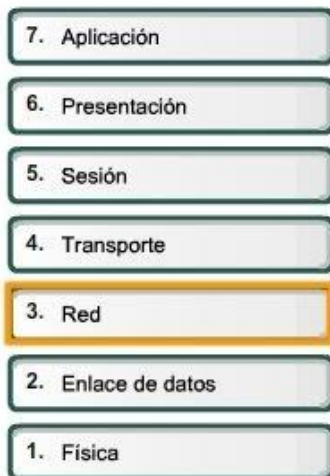 7. Aplicación
6. Presentación
5. Sesión
4. Transporte
3. Red
2. Enlace de datos
1. Física